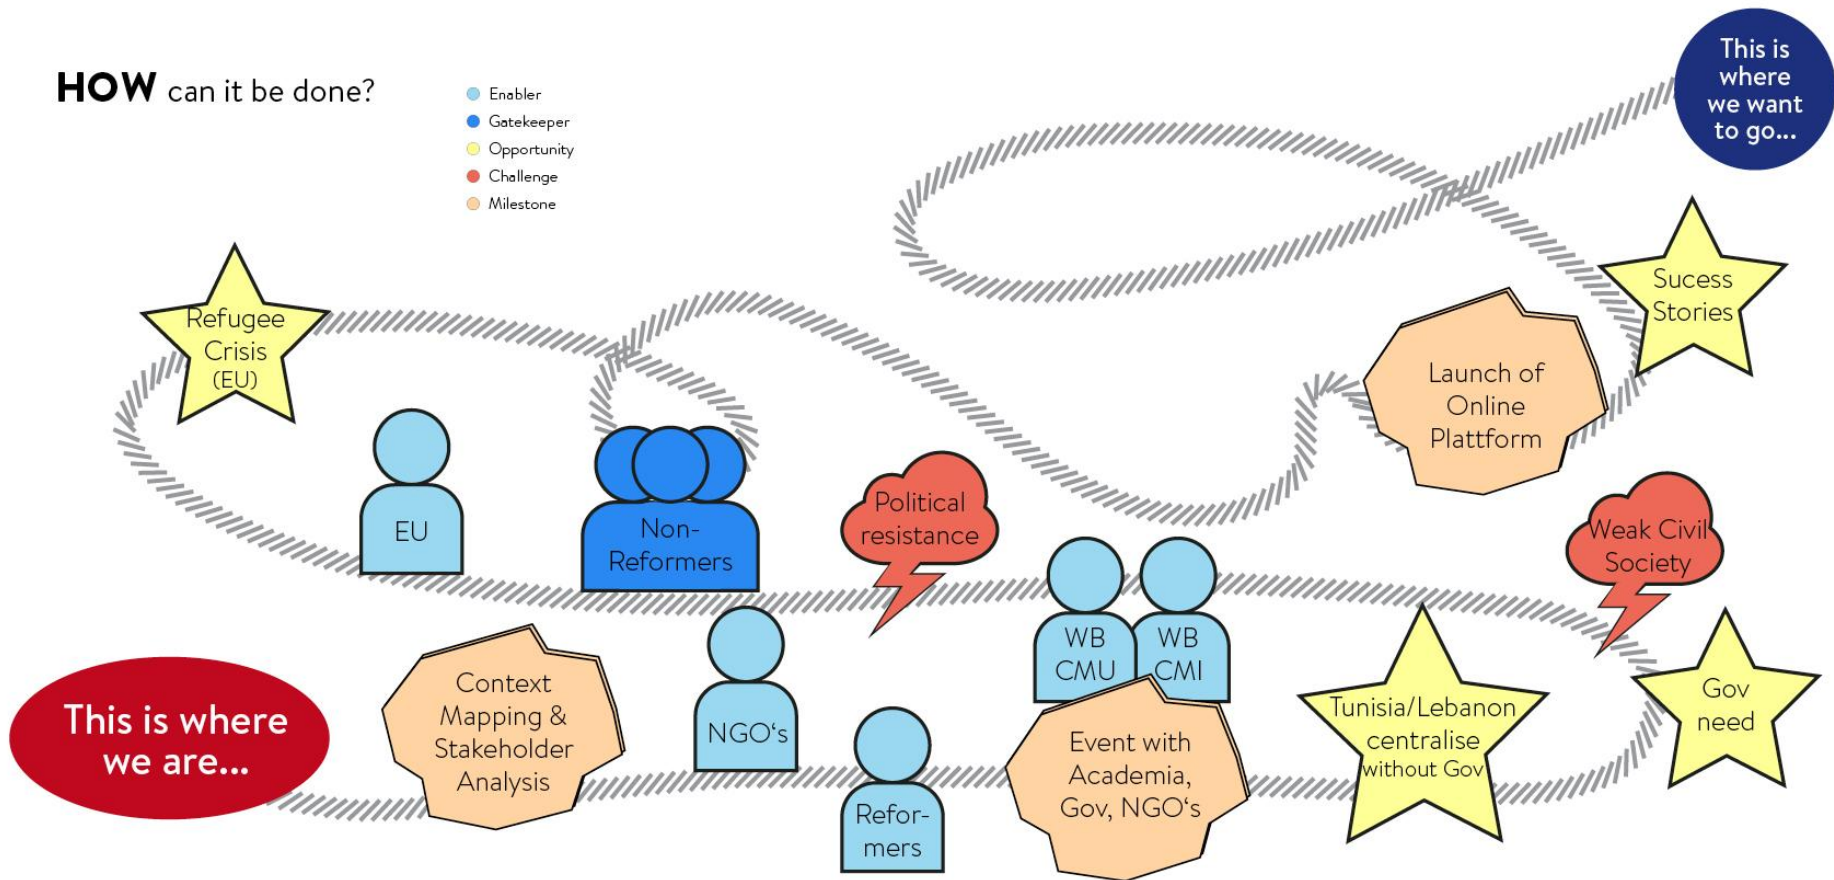 HOW can it be done?
Enabler
Gatekeeper
Opportunity
Challenge
Milestone
This is
where
we want
to go...
Refugee
Crisis
(EU)
Sucess
Stories
Launch of
Online
Plattform
EU
Non-
Reformers
Political
resistance
Weak Civil
Society
WB
CMU
WB
CMI
This is where
we are...
Context
Mapping &
Stakeholder
Analysis
NGO‘s
Refor-
mers
Event with
Academia,
Gov, NGO‘s
Tunisia/Lebanon
centralise
without Gov
Gov
need